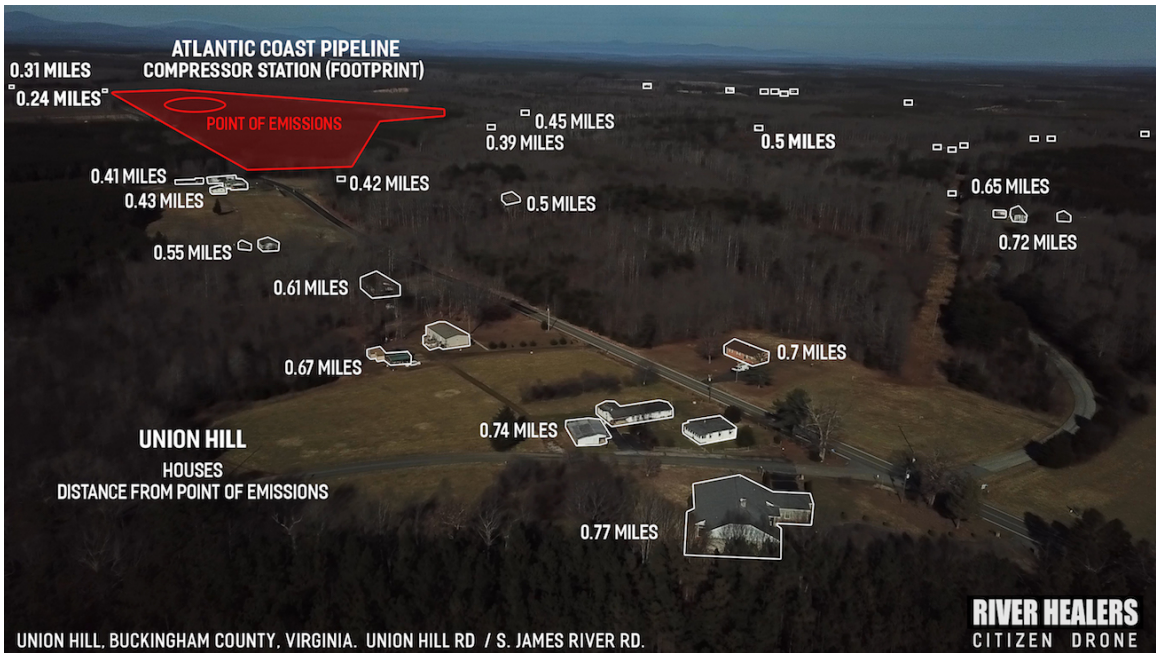 ATLANTIC COAST PIPELINE
COMPRESSOR STATION (FOOTPRINT)
0.31 MILES
0.24 MILES
POINT OF EMISSIONS
0.45 MILES
0.39 MILES
0.5 MILES
0.41 MILES
0.42 MILES
0.43 MILES
0.5 MILES
0.65 MILES
0.72 MILES
0.55 MILES
0.61 MILES
0.67 MILES
0.7 MILES
0.74 MILES
UNION HILL
HOUSES
DISTANCE FROM POINT OF EMISSIONS
0.77 MILES
RIVER HEALERS
CITIZEN DRONE
UNION HILL, BUCKINGHAM COUNTY, VIRGINIA. UNION HILL RD / S. JAMES RIVER RD.